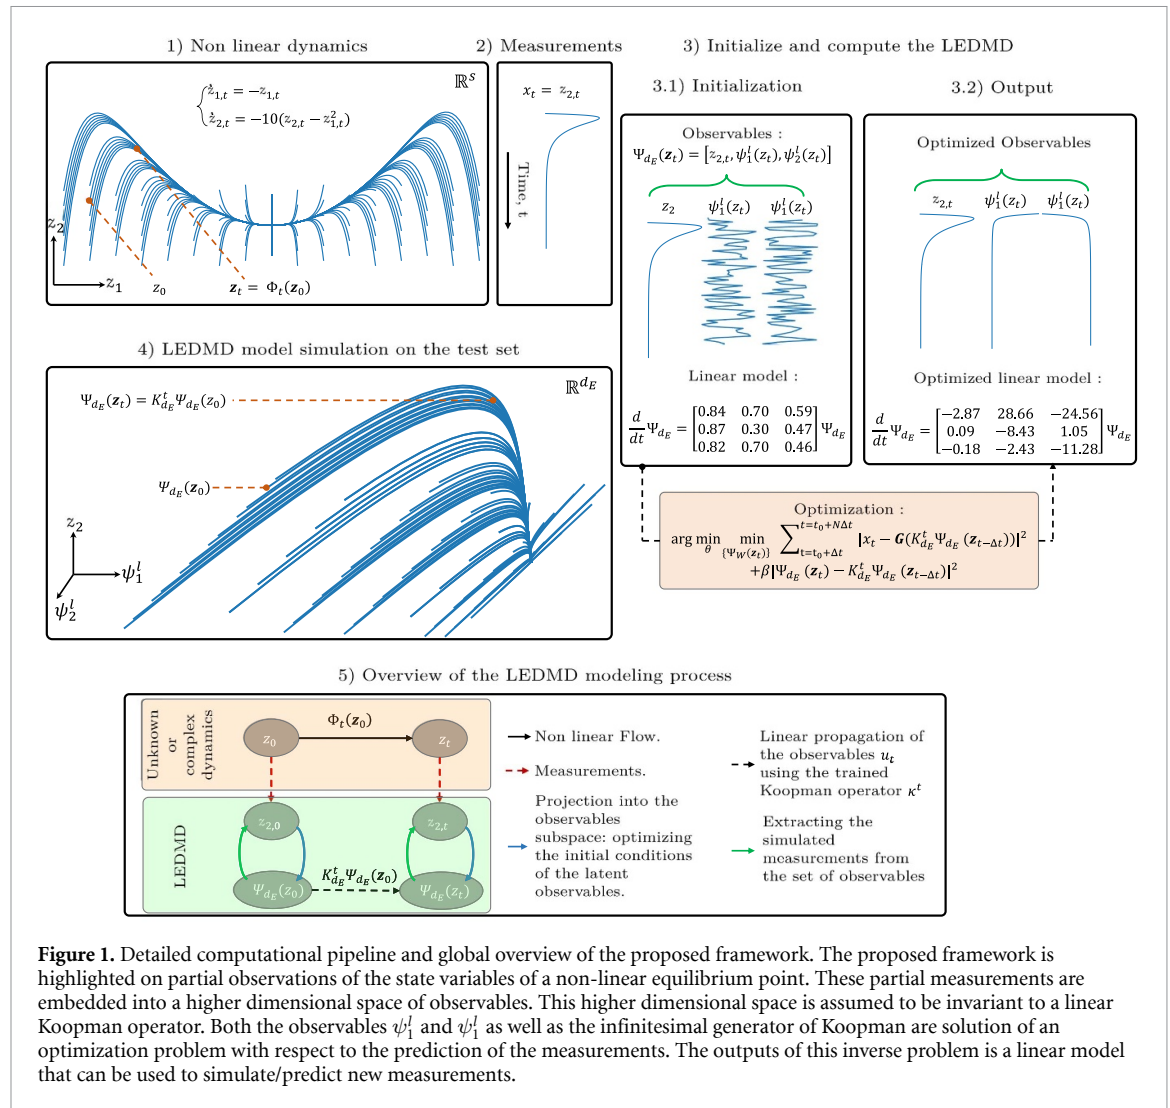 1) Non linear dynamics
ℝ^s
{ ż_{1,t} = −z_{1,t}
ż_{2,t} = −10(z_{2,t} − z_{1,t}^2)
z_2
z_1
z_0
z_t = Φ_t(z_0)
2) Measurements
x_t = z_{2,t}
Time, t
3) Initialize and compute the LEDMD
3.1) Initialization
Observables :
Ψ_{d_E}(z_t) = [z_{2,t}, ψ_1^l(z_t), ψ_2^l(z_t)]
z_2 ψ_1^l(z_t) ψ_1^l(z_t)
Linear model :
d/dt Ψ_{d_E} = [0.84 0.70 0.59
0.87 0.30 0.47
0.82 0.70 0.46] Ψ_{d_E}
3.2) Output
Optimized Observables
z_{2,t} ψ_1^l(z_t) ψ_1^l(z_t)
Optimized linear model :
d/dt Ψ_{d_E} = [−2.87 28.66 −24.56
0.09 −8.43 1.05
−0.18 −2.43 −11.28] Ψ_{d_E}
Optimization :
arg min_θ min_{{Ψ_W(z_t)}} ∑_{t=t_0+Δt}^{t=t_0+NΔt} |x_t − G(K_{d_E}^t Ψ_{d_E} (z_{t−Δt}))|^2
+β|Ψ_{d_E} (z_t) − K_{d_E}^t Ψ_{d_E} (z_{t−Δt})|^2
4) LEDMD model simulation on the test set
ℝ^{d_E}
Ψ_{d_E}(z_t) = K_{d_E}^t Ψ_{d_E}(z_0)
Ψ_{d_E}(z_0)
z_2
ψ_1^l
ψ_2^l
5) Overview of the LEDMD modeling process
Unknown
or
complex
dynamics
z_0
Φ_t(z_0)
z_t
LEDMD
z_{2,0}
z_{2,t}
Ψ_{d_E}(z_0)
K_{d_E}^t Ψ_{d_E}(z_0)
Ψ_{d_E}(z_t)
Non linear Flow.
Measurements.
Projection into the
observables
subspace: optimizing
the initial conditions
of the latent
observables.
Linear propagation of
the observables u_t
using the trained
Koopman operator κ^t
Extracting the
simulated
measurements from
the set of observables
Figure 1. Detailed computational pipeline and global overview of the proposed framework. The proposed framework is
highlighted on partial observations of the state variables of a non-linear equilibrium point. These partial measurements are
embedded into a higher dimensional space of observables. This higher dimensional space is assumed to be invariant to a linear
Koopman operator. Both the observables ψ_1^l and ψ_1^l as well as the infinitesimal generator of Koopman are solution of an
optimization problem with respect to the prediction of the measurements. The outputs of this inverse problem is a linear model
that can be used to simulate/predict new measurements.